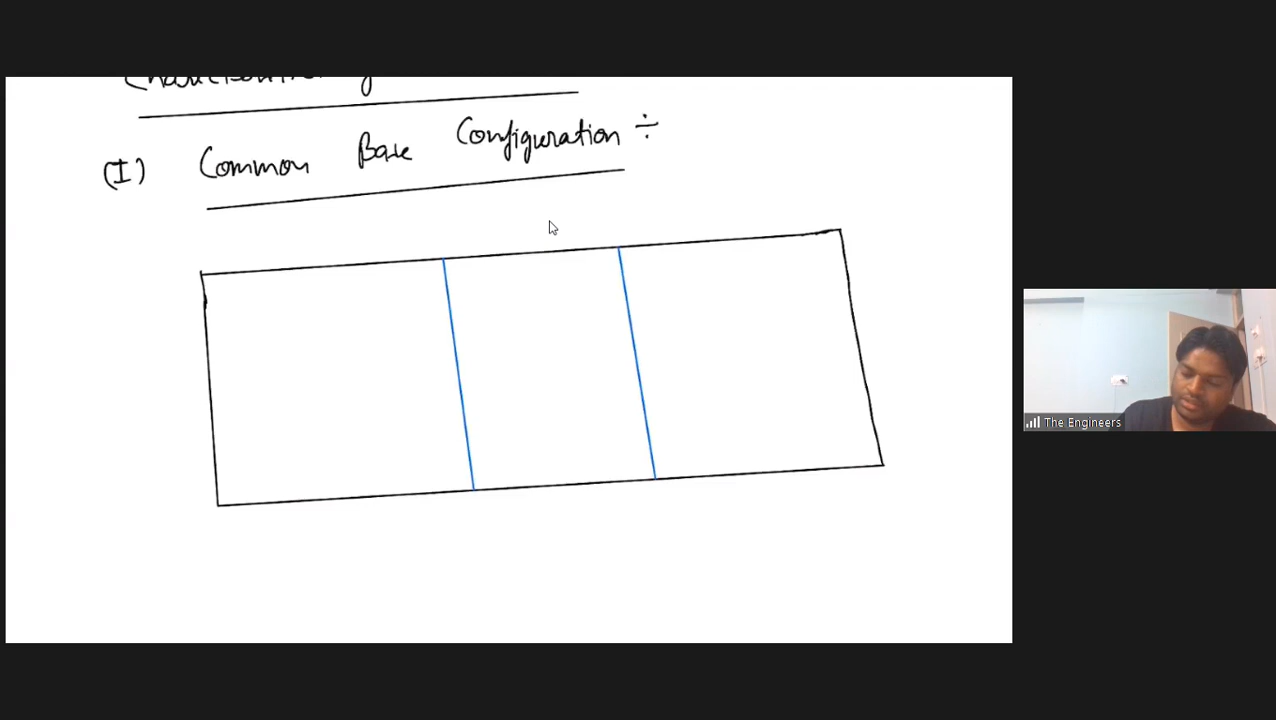 (I) Common Base Configuration ÷
The Engineers